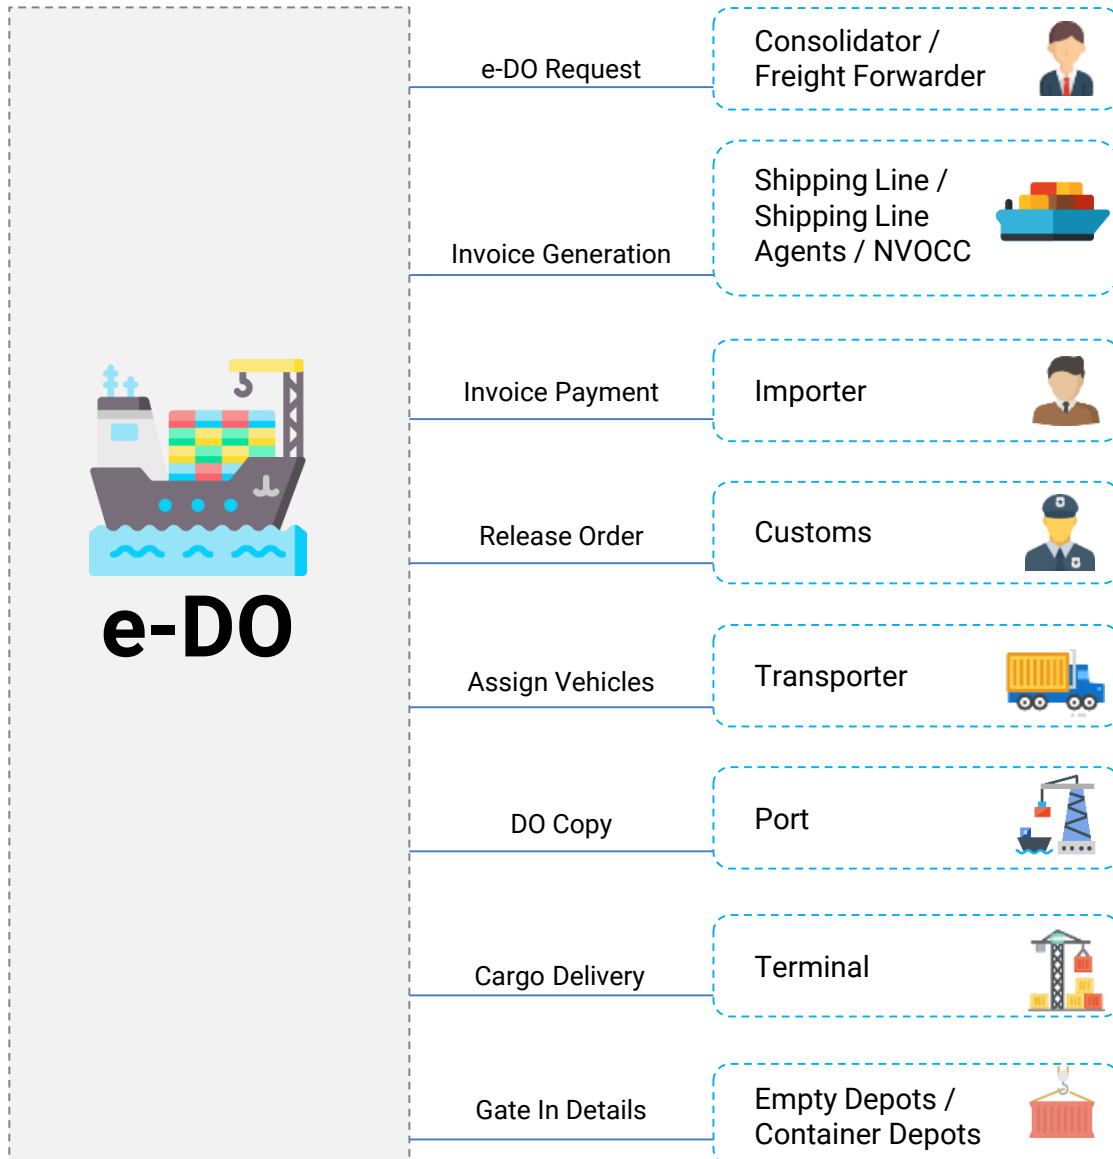 e-DO
e-DO Request
Consolidator /
Freight Forwarder
Invoice Generation
Shipping Line /
Shipping Line
Agents / NVOCC
Invoice Payment
Importer
Release Order
Customs
Assign Vehicles
Transporter
DO Copy
Port
Cargo Delivery
Terminal
Gate In Details
Empty Depots /
Container Depots